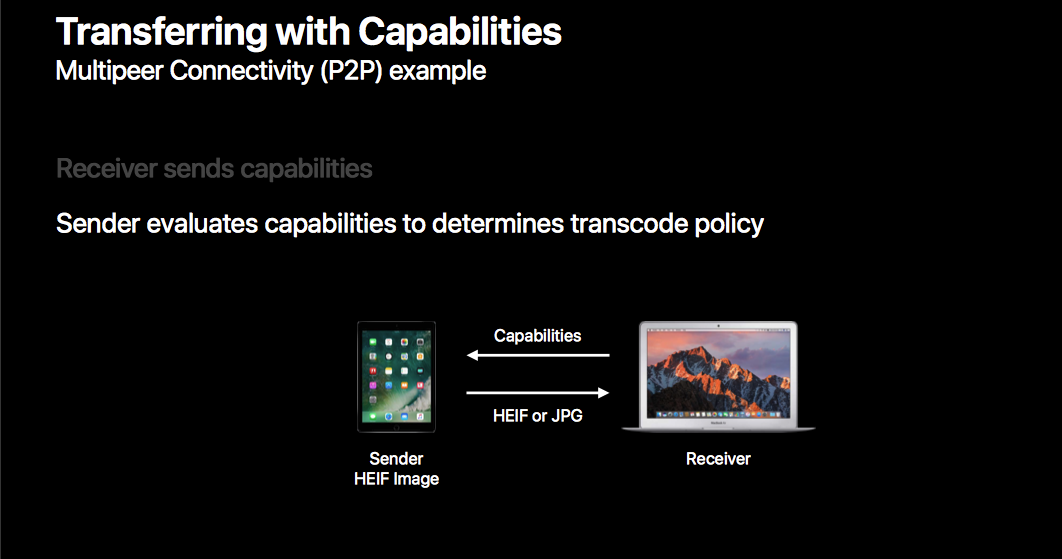 Transferring with Capabilities
Multipeer Connectivity (P2P) example
Receiver sends capabilities
Sender evaluates capabilities to determines transcode policy
Capabilities
HEIF or JPG
Sender
HEIF Image
Receiver